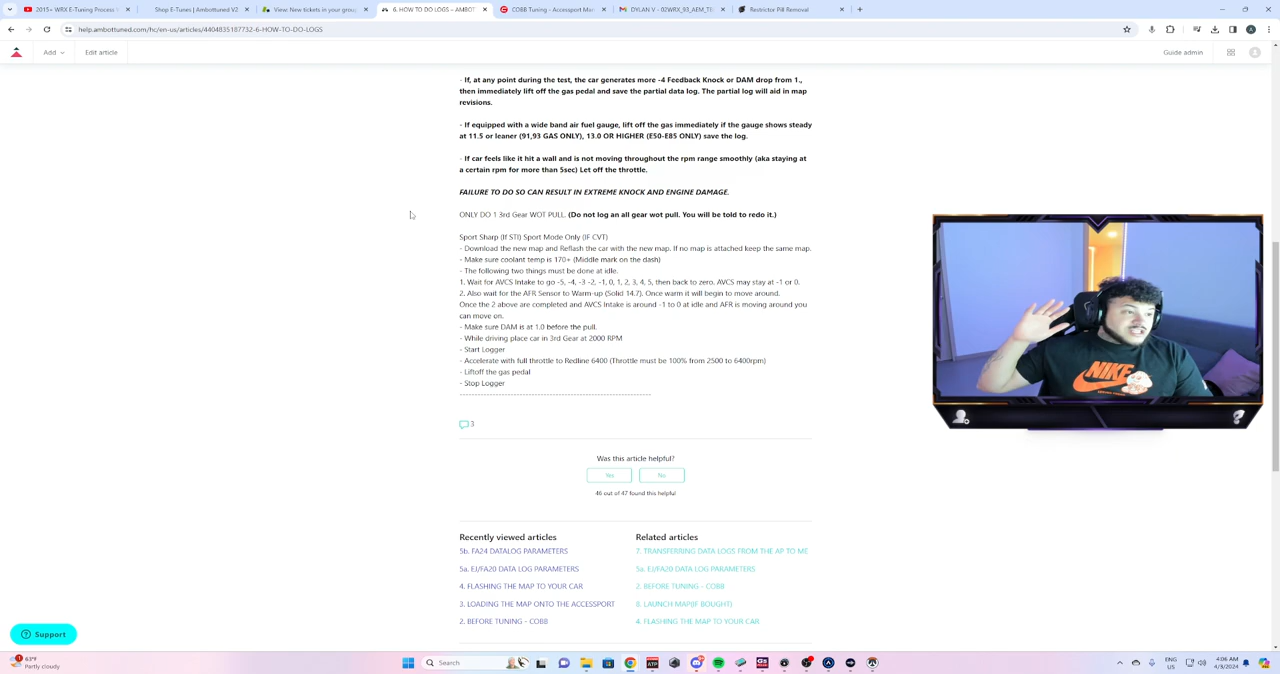 2015+ WRX E-Tuning Process
Shop E-Tunes | Ambottuned V2
View: New tickets in your group
6. HOW TO DO LOGS – AMBOT
COBB Tuning - Accessport Ma
DYLAN V - 02WRX_93_AEM_T
Restrictor Pill Removal
help.ambottuned.com/hc/en-us/articles/4404835187732-6-HOW-TO-DO-LOGS
Add
Edit article
Guide admin
- If, at any point during the test, the car generates more -4 Feedback Knock or DAM drop from 1.,
then immediately lift off the gas pedal and save the partial data log. The partial log will aid in map
revisions.
- If equipped with a wide band air fuel gauge, lift off the gas immediately if the gauge shows steady
at 11.5 or leaner (91,93 GAS ONLY), 13.0 OR HIGHER (E50-E85 ONLY) save the log.
- If car feels like it hit a wall and is not moving throughout the rpm range smoothly (aka staying at
a certain rpm for more than 5sec) Let off the throttle.
FAILURE TO DO SO CAN RESULT IN EXTREME KNOCK AND ENGINE DAMAGE.
ONLY DO 1 3rd Gear WOT PULL. (Do not log an all gear wot pull. You will be told to redo it.)
Sport Sharp (If STI) Sport Mode Only (IF CVT)
- Download the new map and Reflash the car with the new map. If no map is attached keep the same map.
- Make sure coolant temp is 170+ (Middle mark on the dash)
- The following two things must be done at idle.
1. Wait for AVCS Intake to go -5, -4, -3 -2, -1, 0, 1, 2, 3, 4, 5, then back to zero. AVCS may stay at -1 or 0.
2. Also wait for the AFR Sensor to Warm-up (Solid 14.7). Once warm it will begin to move around.
Once the 2 above are completed and AVCS Intake is around -1 to 0 at idle and AFR is moving around you
can move on.
- Make sure DAM is at 1.0 before the pull.
- While driving place car in 3rd Gear at 2000 RPM
- Start Logger
- Accelerate with full throttle to Redline 6400 (Throttle must be 100% from 2500 to 6400rpm)
- Liftoff the gas pedal
- Stop Logger
------------------------------------------------------------
3
Was this article helpful?
Yes
No
46 out of 47 found this helpful
Recently viewed articles
5b. FA24 DATALOG PARAMETERS
5a. EJ/FA20 DATA LOG PARAMETERS
4. FLASHING THE MAP TO YOUR CAR
3. LOADING THE MAP ONTO THE ACCESSPORT
2. BEFORE TUNING - COBB
Related articles
7. TRANSFERRING DATA LOGS FROM THE AP TO ME
5a. EJ/FA20 DATA LOG PARAMETERS
2. BEFORE TUNING - COBB
8. LAUNCH MAP(IF BOUGHT)
4. FLASHING THE MAP TO YOUR CAR
NIKE
Support
63°F
Partly cloudy
Search
ENG
US
4:06 AM
4/3/2024